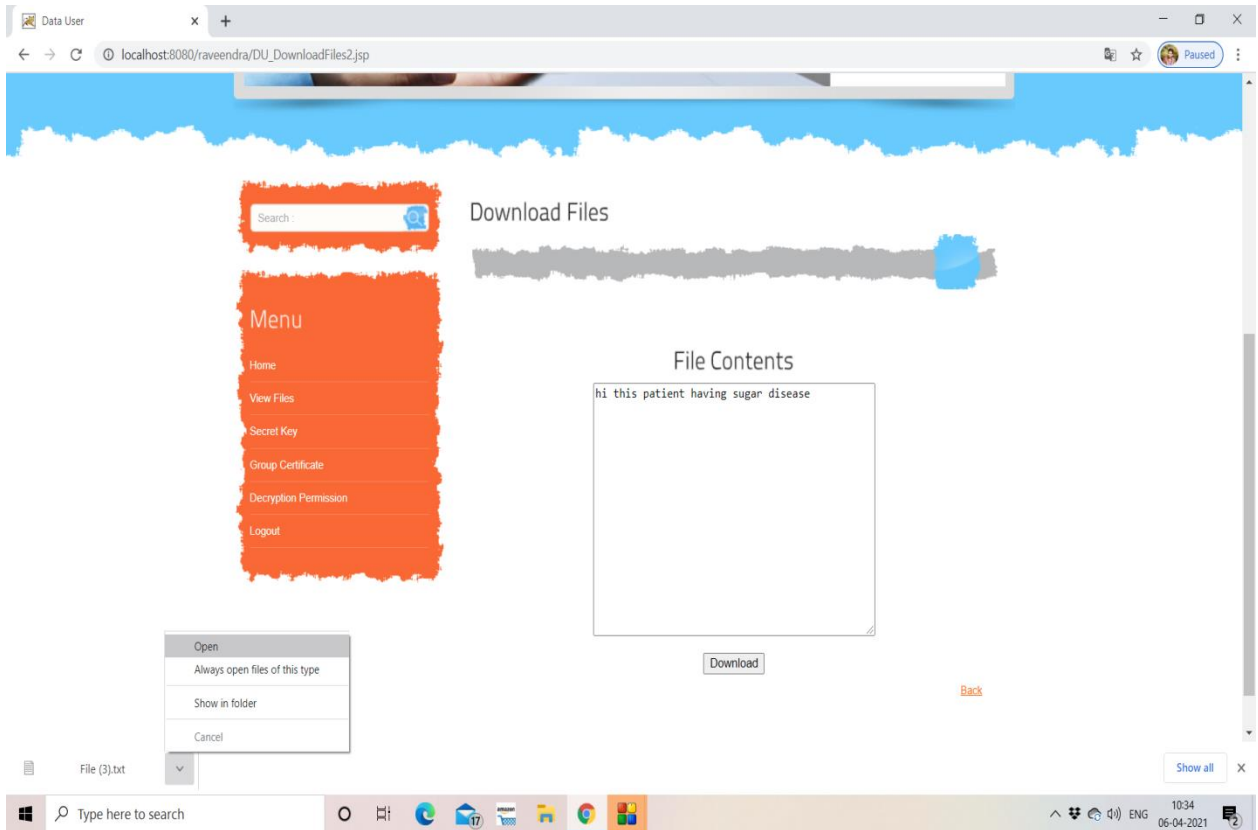 Data User
localhost:8080/raveendra/DU_DownloadFiles2.jsp
Paused
Search :
Download Files
Menu
Home
View Files
Secret Key
Group Certificate
Decryption Permission
Logout
File Contents
hi this patient having sugar disease
Download
Back
Open
Always open files of this type
Show in folder
Cancel
File (3).txt
Show all
Type here to search
17
amazon
ENG
10:34
06-04-2021
2